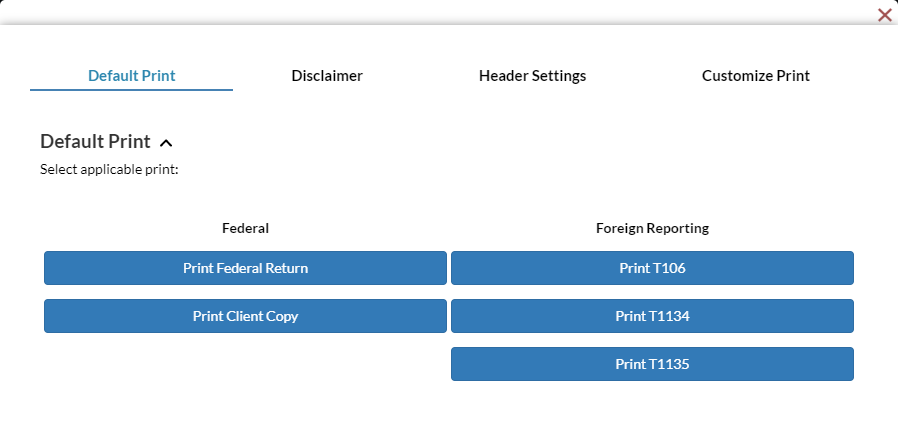 Default Print
Disclaimer
Header Settings
Customize Print
Default Print
Select applicable print:
Federal
Foreign Reporting
Print Federal Return
Print T106
Print Client Copy
Print T1134
Print T1135